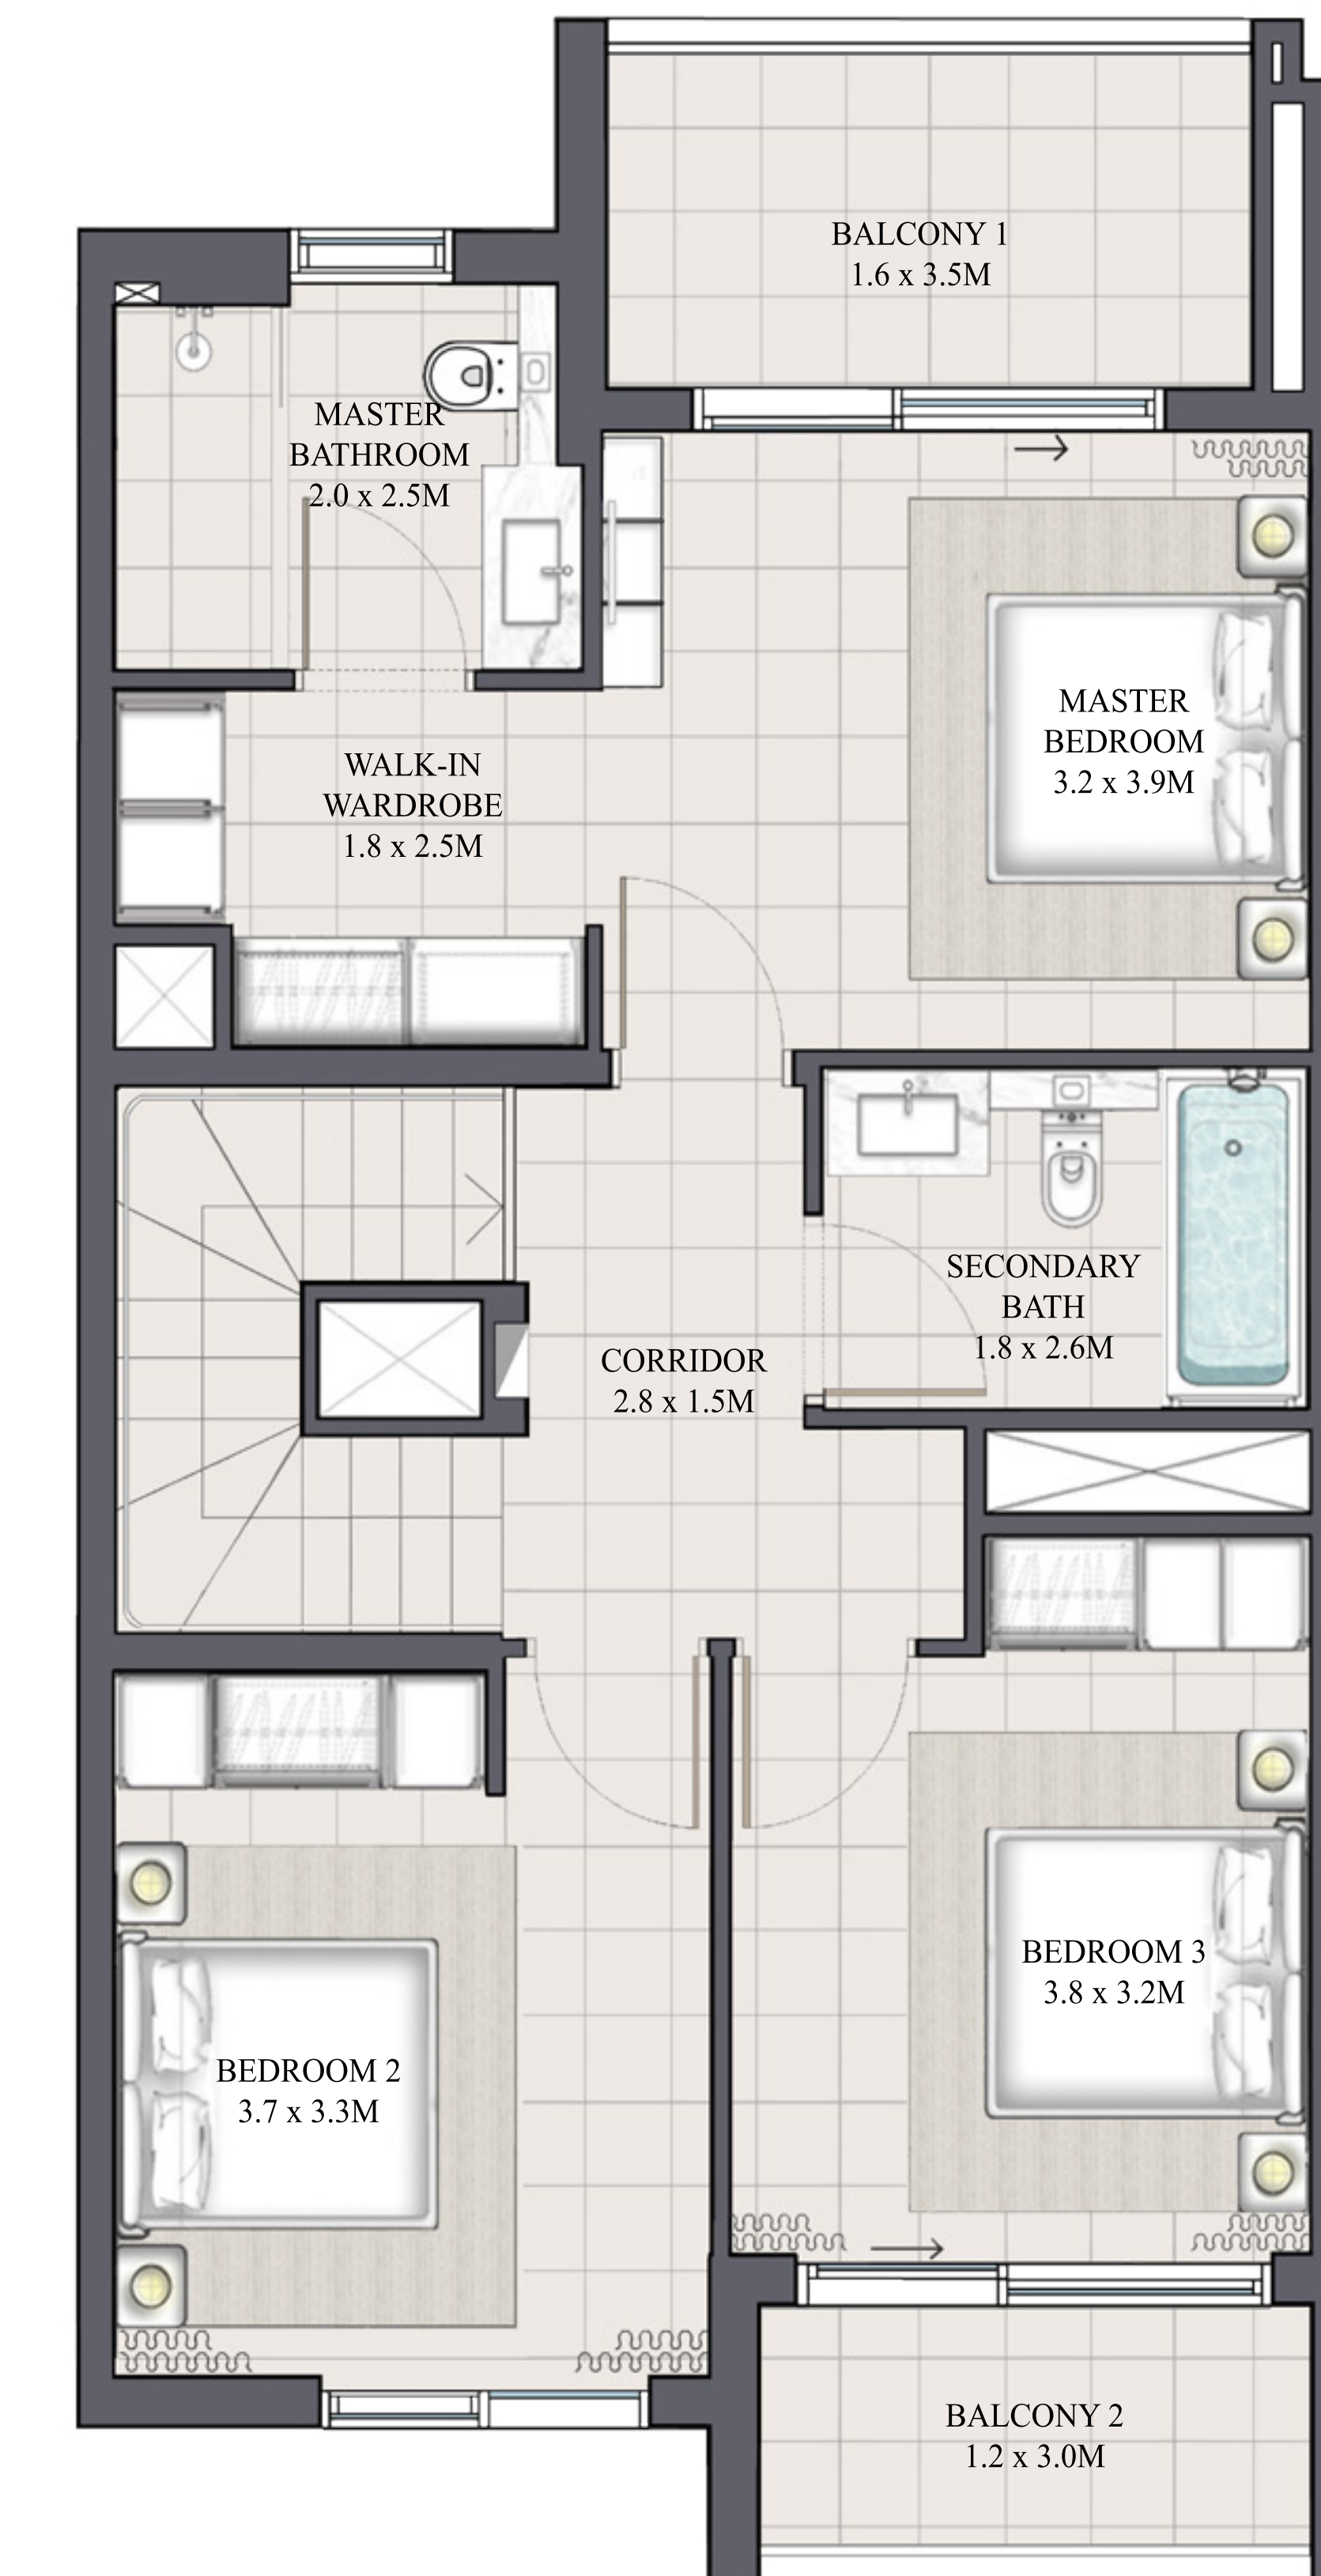 BALCONY 1
1.6 x 3.5M
MASTER
BATHROOM
2.0 x 2.5M
MASTER
BEDROOM
3.2 x 3.9M
WALK-IN
WARDROBE
1.8 x 2.5M
SECONDARY
BATH
1.8 x 2.6M
CORRIDOR
2.8 x 1.5M
BEDROOM 3
3.8 x 3.2M
BEDROOM 2
3.7 x 3.3M
BALCONY 2
1.2 x 3.0M